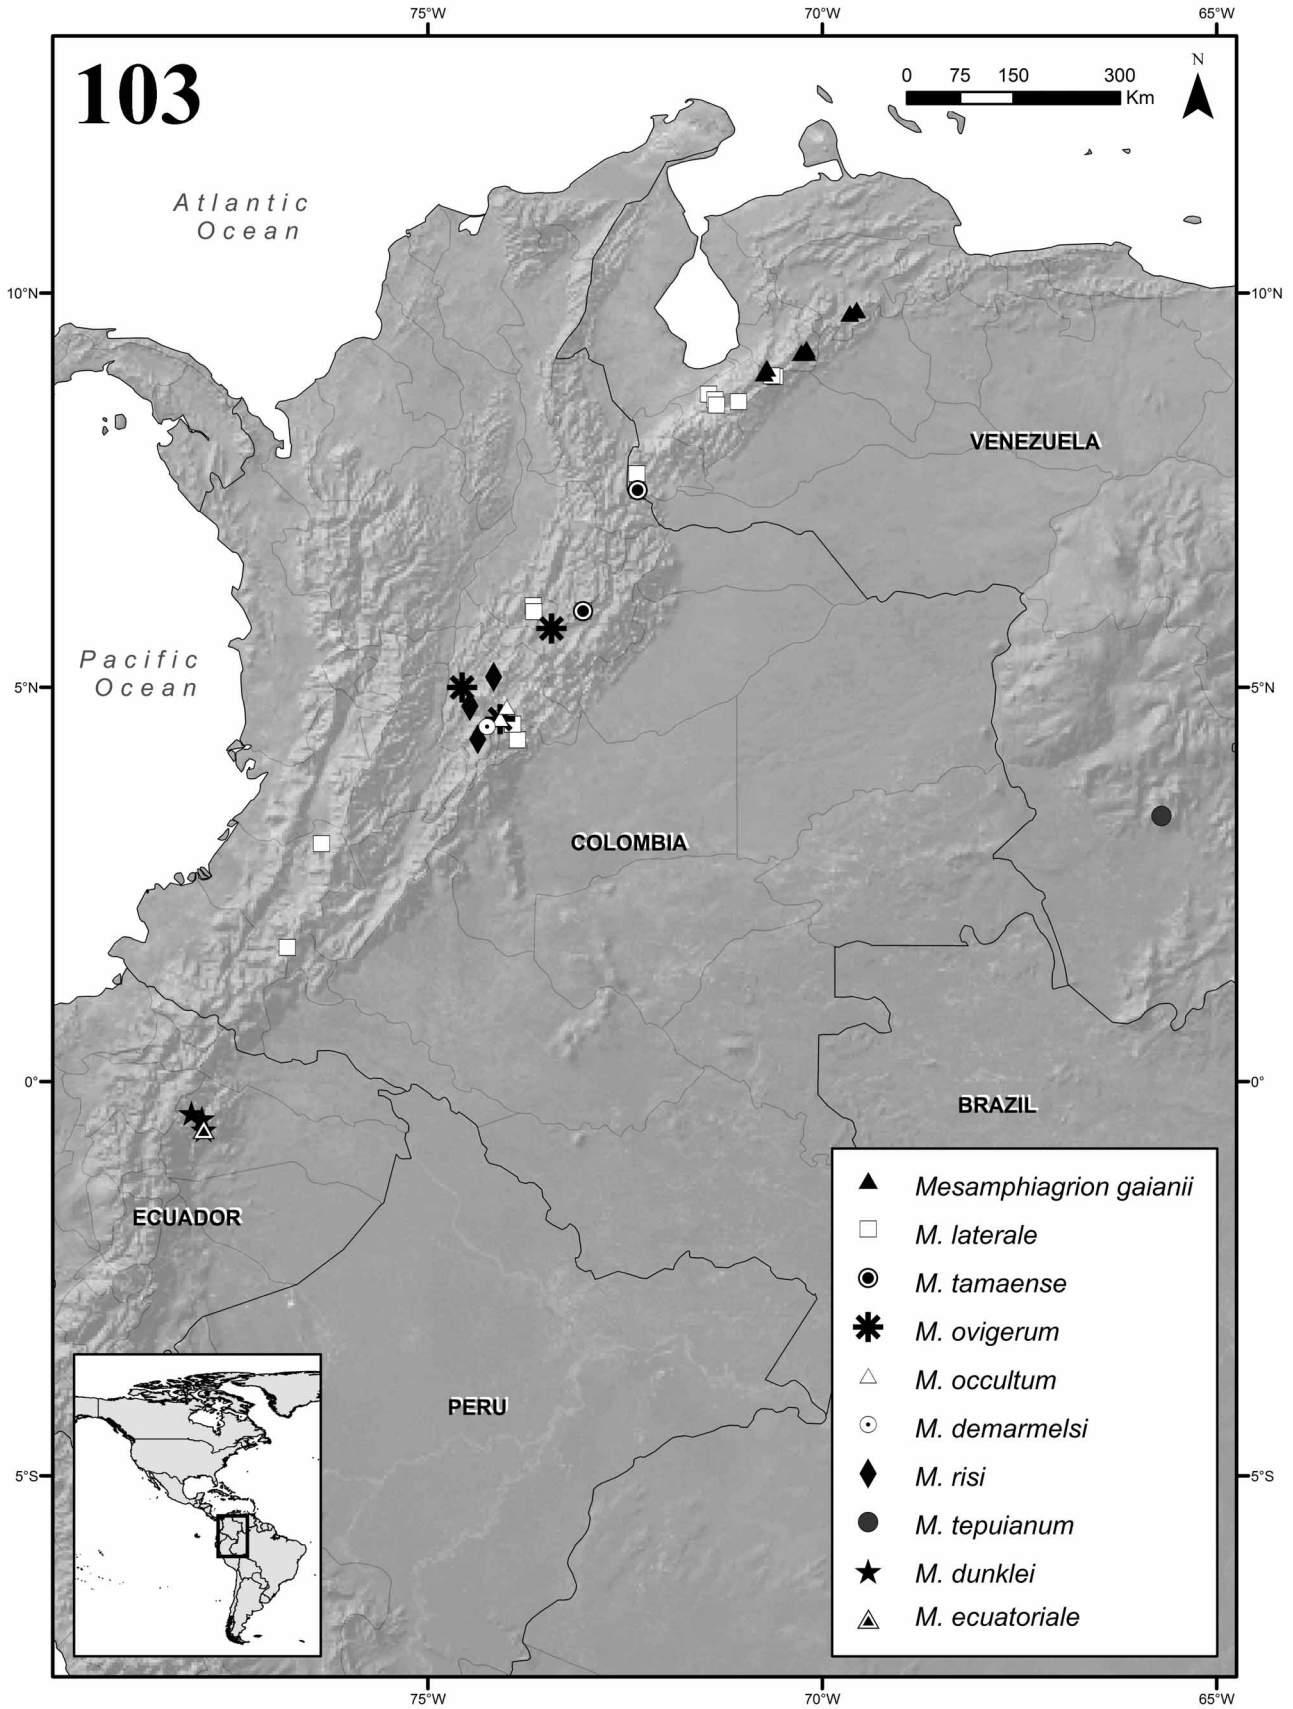 75°W
70°W
65°W
103
0 75 150 300
Km
N
Atlantic
Ocean
10°N
10°N
VENEZUELA
Pacific
Ocean
5°N
5°N
COLOMBIA
0°
0°
BRAZIL
ECUADOR
PERU
5°S
5°S
Mesamphiagrion gaianii
M. laterale
M. tamaense
M. ovigerum
M. occultum
M. demarmelsi
M. risi
M. tepuianum
M. dunklei
M. ecuatoriale
75°W
70°W
65°W